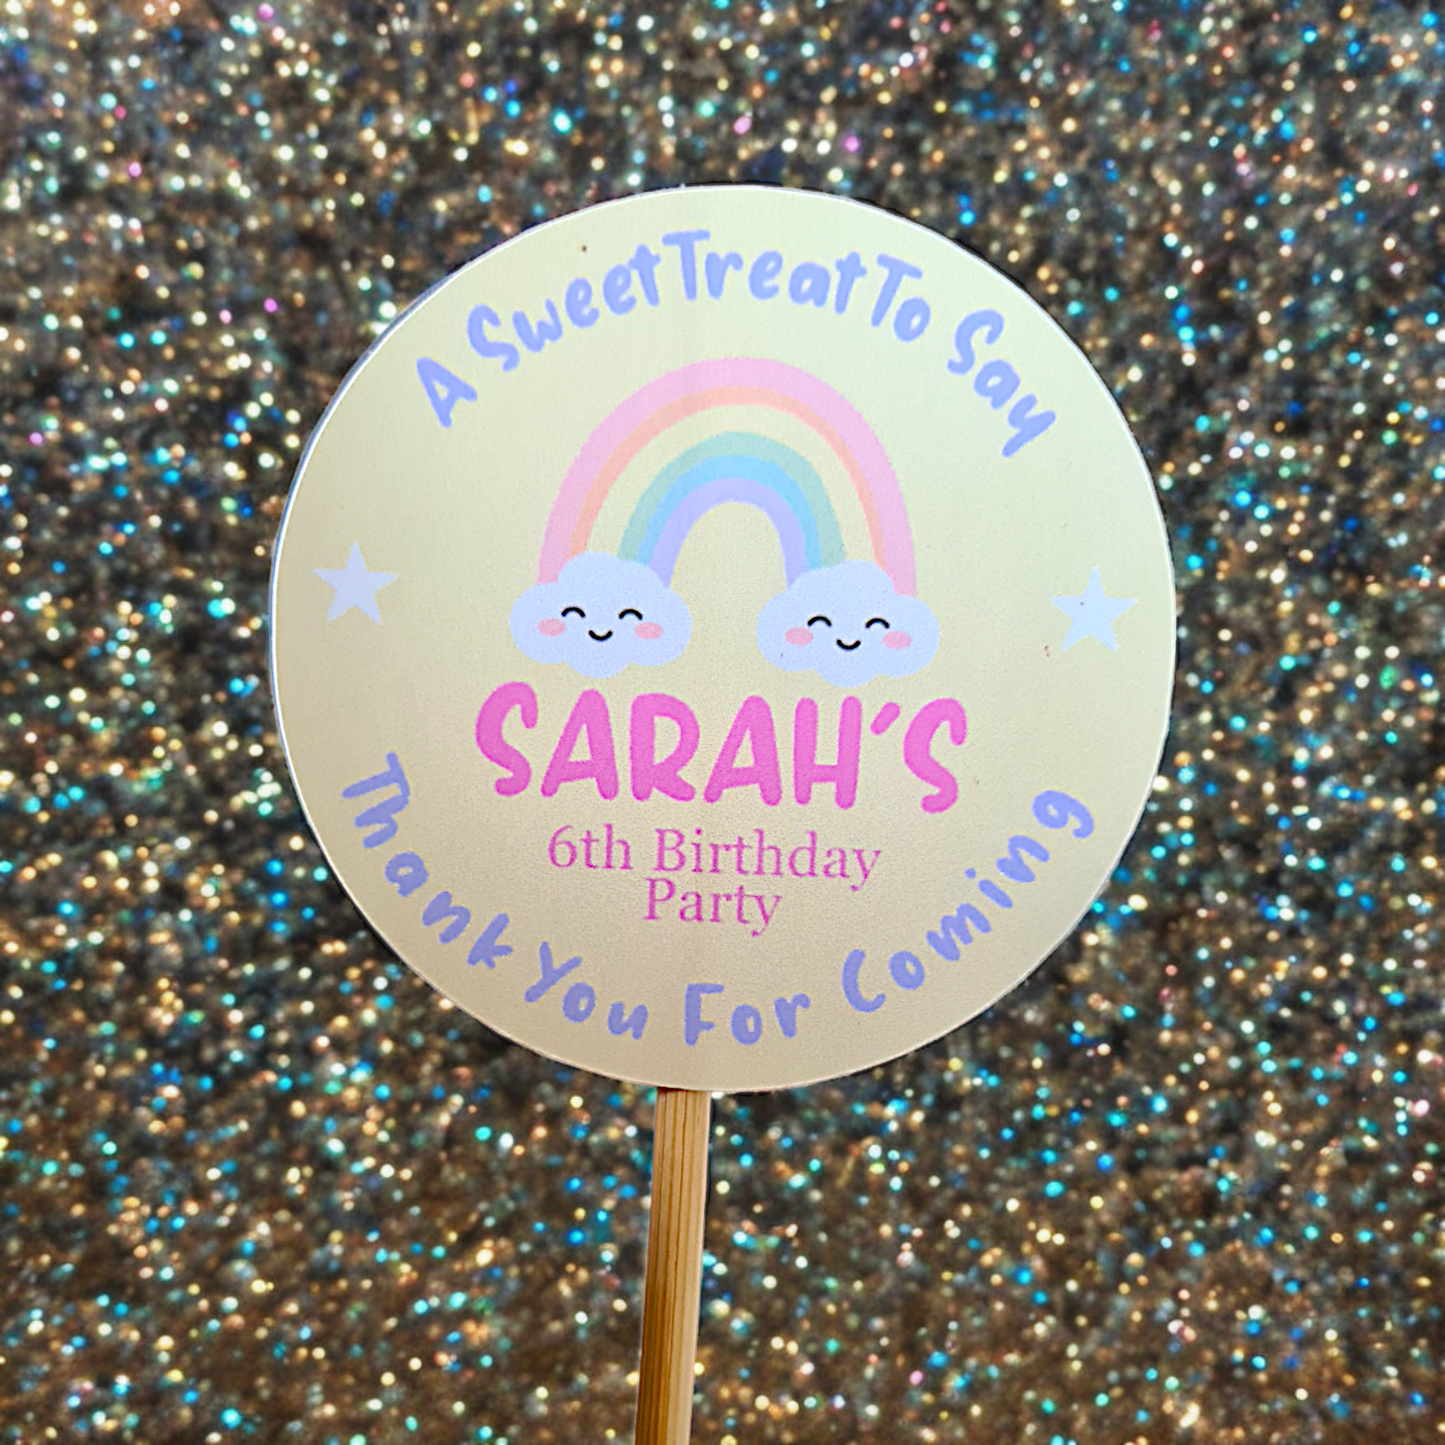 A Sweet Treat To Say
SARAH'S
6th Birthday
Party
Thank You For Coming